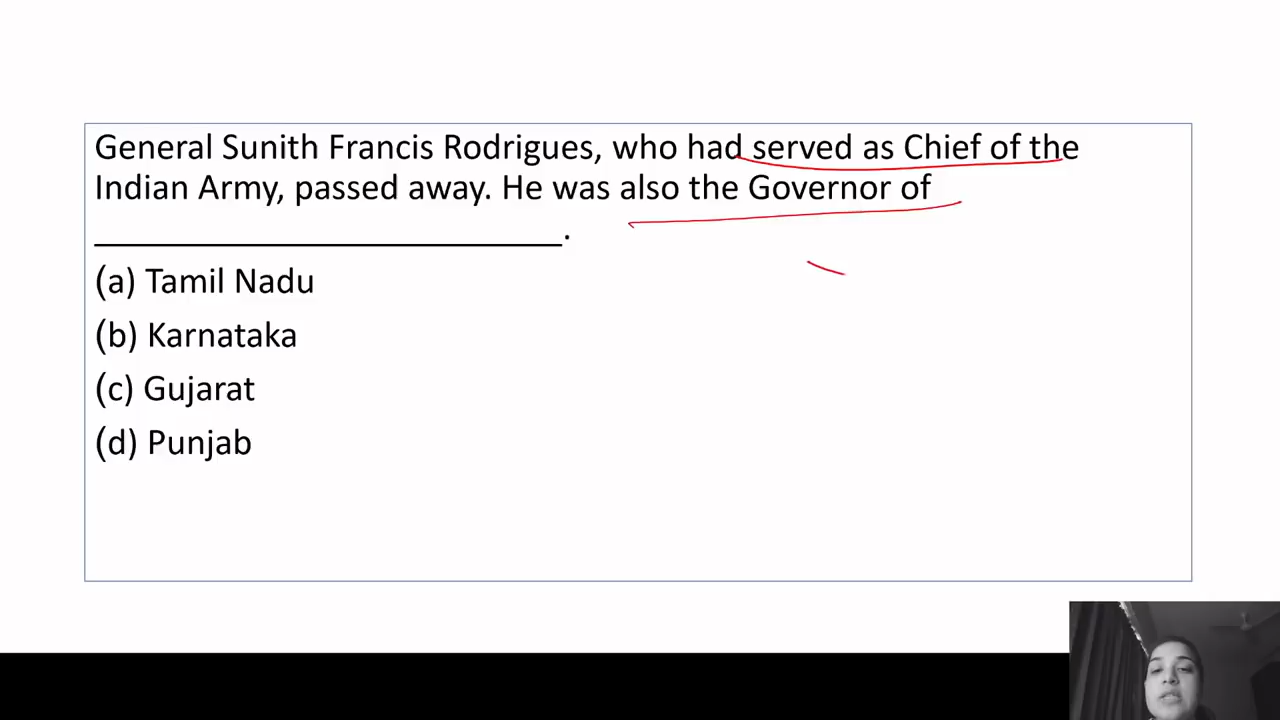 General Sunith Francis Rodrigues, who had served as Chief of the
Indian Army, passed away. He was also the Governor of
__________________________.
(a) Tamil Nadu
(b) Karnataka
(c) Gujarat
(d) Punjab